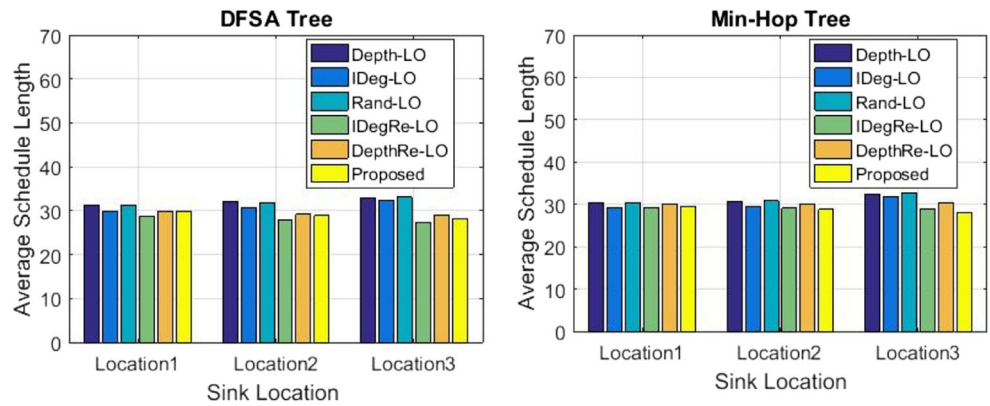 DFSA Tree
70
60
50
40
30
20
10
0
Average Schedule Length
Depth-LO
IDeg-LO
Rand-LO
IDegRe-LO
DepthRe-LO
Proposed
Location1 Location2 Location3
Sink Location
Min-Hop Tree
70
60
50
40
30
20
10
0
Average Schedule Length
Depth-LO
IDeg-LO
Rand-LO
IDegRe-LO
DepthRe-LO
Proposed
Location1 Location2 Location3
Sink Location